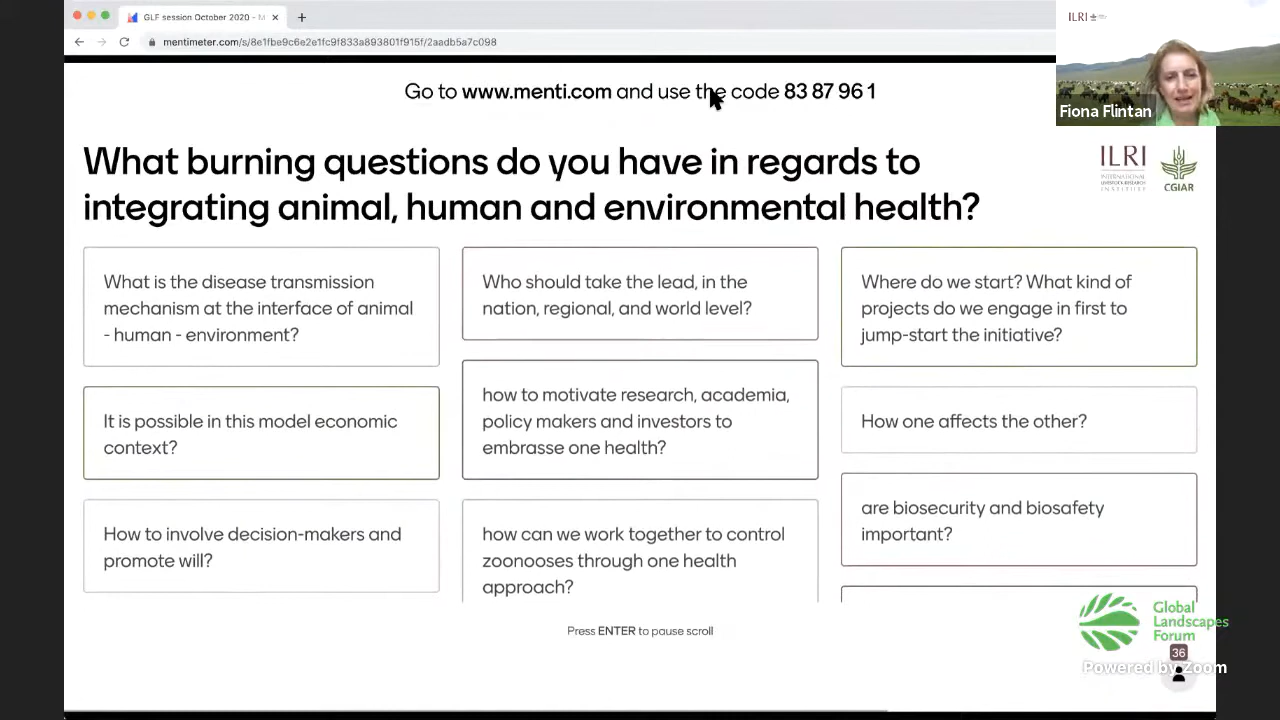 GLF session October 2020 - M
mentimeter.com/s/8e1fbe9c6e2e1fc9f833a893801f915f/2aadb5a7c098
ILRI
Fiona Flintan
Go to www.menti.com and use the code 83 87 96 1
What burning questions do you have in regards to
integrating animal, human and environmental health?
ILRI
INTERNATIONAL
LIVESTOCK RESEARCH
INSTITUTE
CGIAR
What is the disease transmission
mechanism at the interface of animal
- human - environment?
It is possible in this model economic
context?
How to involve decision-makers and
promote will?
Who should take the lead, in the
nation, regional, and world level?
how to motivate research, academia,
policy makers and investors to
embrasse one health?
how can we work together to control
zoonooses through one health
approach?
Where do we start? What kind of
projects do we engage in first to
jump-start the initiative?
How one affects the other?
are biosecurity and biosafety
important?
Press ENTER to pause scroll
Global
Landscapes
Forum
36
Powered by Zoom